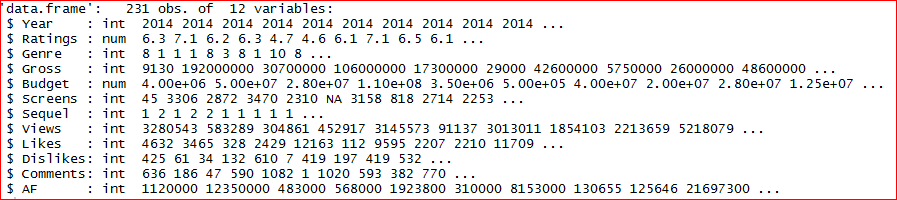 'data.frame':   231 obs. of  12 variables:
 $ Year    : int  2014 2014 2014 2014 2014 2014 2014 2014 2014 2014 ...
 $ Ratings : num  6.3 7.1 6.2 6.3 4.7 4.6 6.1 7.1 6.5 6.1 ...
 $ Genre   : int  8 1 1 1 8 3 8 1 10 8 ...
 $ Gross   : int  9130 192000000 30700000 106000000 17300000 29000 42600000 5750000 26000000 48600000 ...
 $ Budget  : num  4.00e+06 5.00e+07 2.80e+07 1.10e+08 3.50e+06 5.00e+05 4.00e+07 2.00e+07 2.80e+07 1.25e+07 ...
 $ Screens : int  45 3306 2872 3470 2310 NA 3158 818 2714 2253 ...
 $ Sequel  : int  1 2 1 2 2 1 1 1 1 1 ...
 $ Views   : int  3280543 583289 304861 452917 3145573 91137 3013011 1854103 2213659 5218079 ...
 $ Likes   : int  4632 3465 328 2429 12163 112 9595 2207 2210 11709 ...
 $ Dislikes: int  425 61 34 132 610 7 419 197 419 532 ...
 $ Comments: int  636 186 47 590 1082 1 1020 593 382 770 ...
 $ AF      : int  1120000 12350000 483000 568000 1923800 310000 8153000 130655 125646 21697300 ...